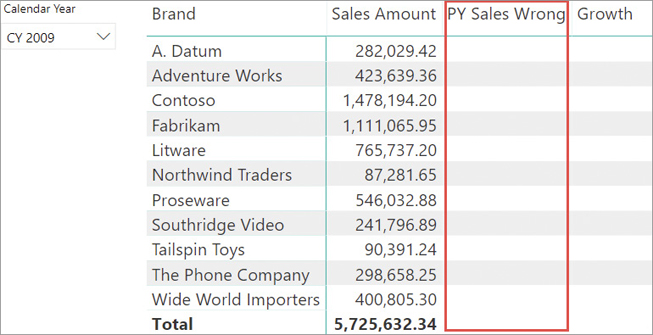 Calendar Year
CY 2009
Brand Sales Amount PY Sales Wrong Growth
A. Datum 282,029.42
Adventure Works 423,639.36
Contoso 1,478,194.20
Fabrikam 1,111,065.95
Litware 765,737.20
Northwind Traders 87,281.65
Proseware 546,032.88
Southridge Video 241,796.89
Tailspin Toys 90,391.24
The Phone Company 298,658.25
Wide World Importers 400,805.30
Total 5,725,632.34